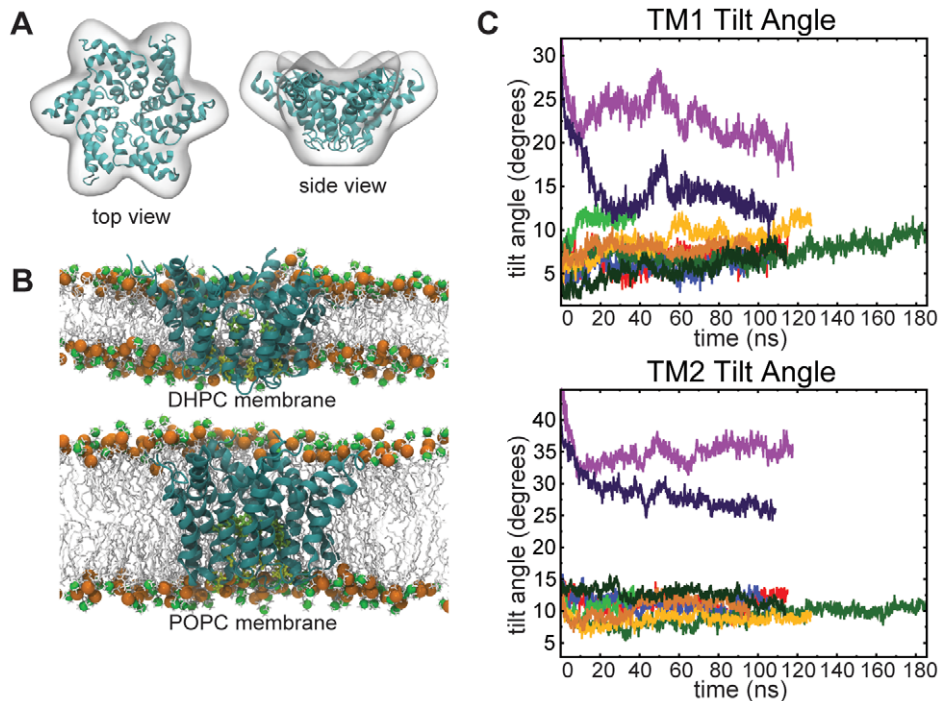 A
top view
side view
B
DHPC membrane
POPC membrane
C
TM1 Tilt Angle
tilt angle (degrees)
30
25
20
15
10
5
0 20 40 60 80 100 120 140 160 180
time (ns)
TM2 Tilt Angle
tilt angle (degrees)
40
35
30
25
20
15
10
5
0 20 40 60 80 100 120 140 160 180
time (ns)